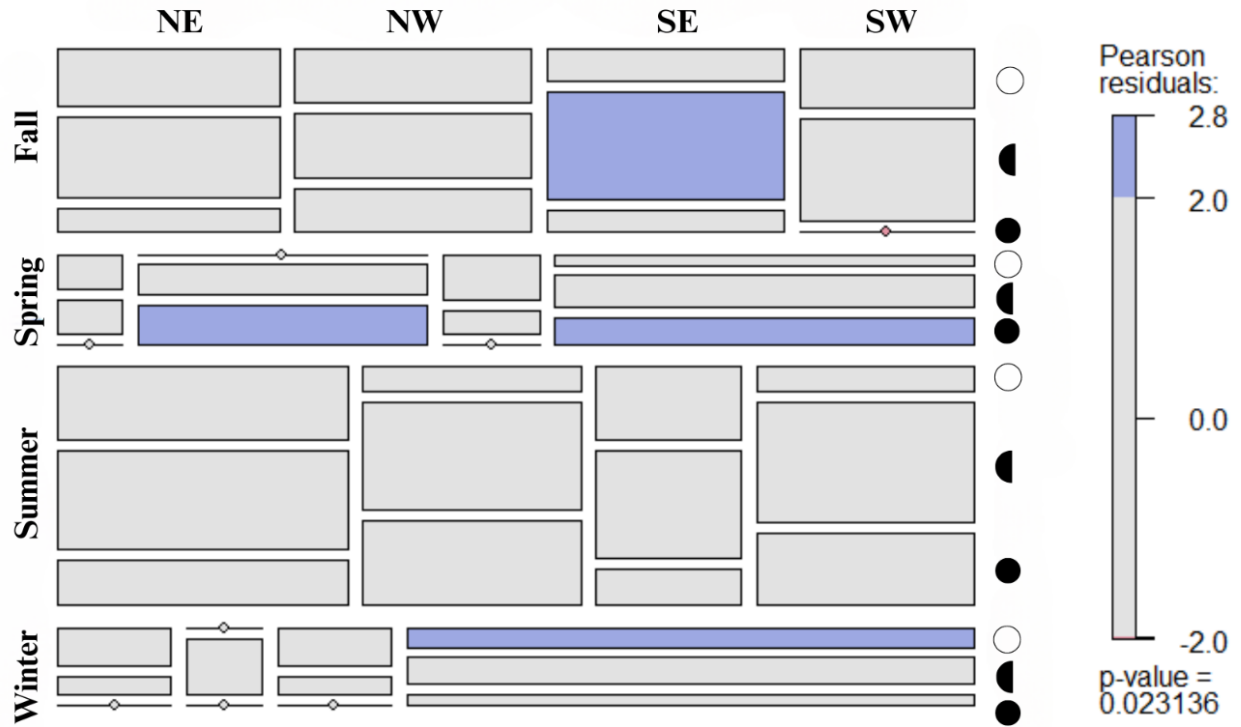 NE NW SE SW
Fall
Spring
Summer
Winter
Pearson
residuals:
2.8
2.0
0.0
-2.0
p-value =
0.023136